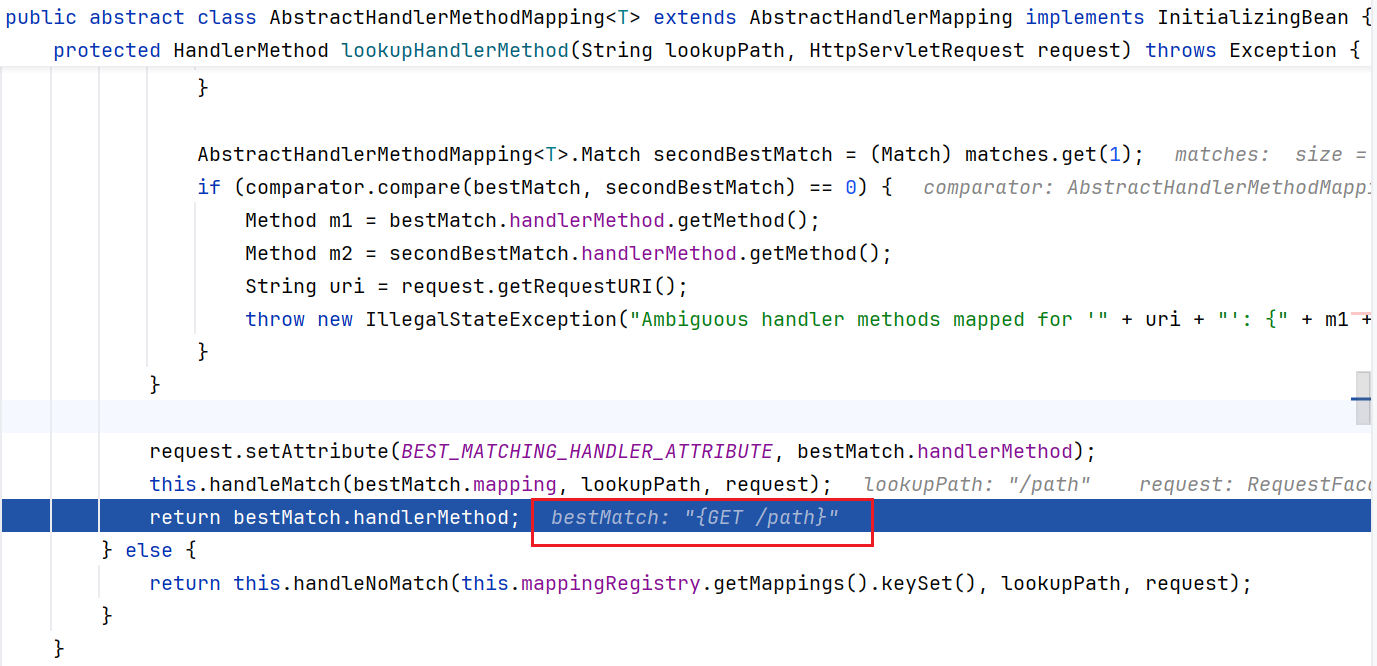 public abstract class AbstractHandlerMethodMapping<T> extends AbstractHandlerMapping implements InitializingBean {
    protected HandlerMethod lookupHandlerMethod(String lookupPath, HttpServletRequest request) throws Exception {
                }

                AbstractHandlerMethodMapping<T>.Match secondBestMatch = (Match) matches.get(1);   matches:  size =
                if (comparator.compare(bestMatch, secondBestMatch) == 0) {   comparator: AbstractHandlerMethodMappi
                    Method m1 = bestMatch.handlerMethod.getMethod();
                    Method m2 = secondBestMatch.handlerMethod.getMethod();
                    String uri = request.getRequestURI();
                    throw new IllegalStateException("Ambiguous handler methods mapped for '" + uri + "': {" + m1 +
                }
            }

            request.setAttribute(BEST_MATCHING_HANDLER_ATTRIBUTE, bestMatch.handlerMethod);
            this.handleMatch(bestMatch.mapping, lookupPath, request);   lookupPath: "/path"    request: RequestFaca
            return bestMatch.handlerMethod;   bestMatch: "{GET /path}"
        } else {
            return this.handleNoMatch(this.mappingRegistry.getMappings().keySet(), lookupPath, request);
        }
    }